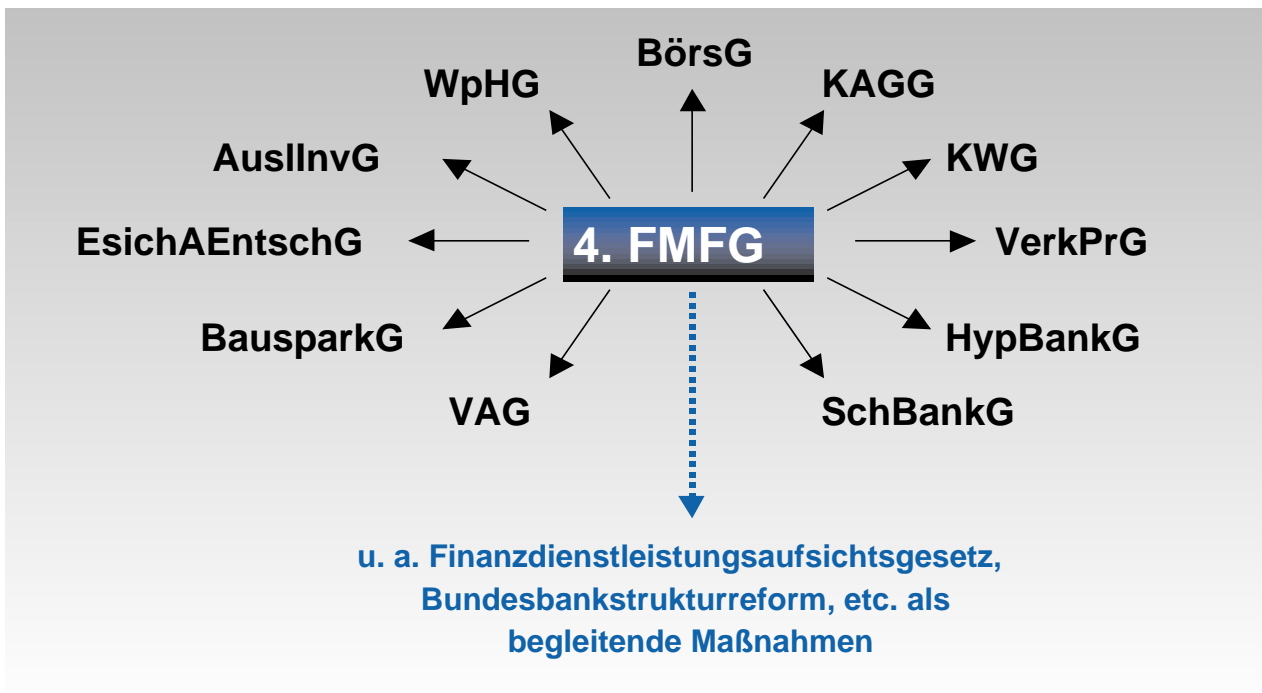 BörsG
WpHG
KAGG
AuslInvG
KWG
EsichAEntschG
4. FMFG
VerkPrG
BausparkG
HypBankG
VAG
SchBankG
u. a. Finanzdienstleistungsaufsichtsgesetz,
Bundesbankstrukturreform, etc. als
begleitende Maßnahmen